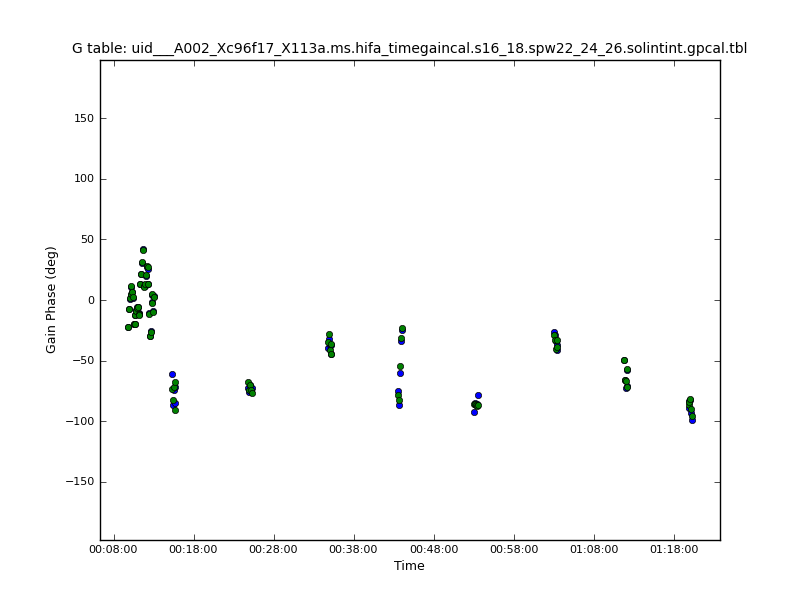 G table: uid___A002_Xc96f17_X113a.ms.hifa_timegaincal.s16_18.spw22_24_26.solintint.gpcal.tbl
150
100
50
0
−50
−100
−150
Gain Phase (deg)
00:08:00 00:18:00 00:28:00 00:38:00 00:48:00 00:58:00 01:08:00 01:18:00
Time